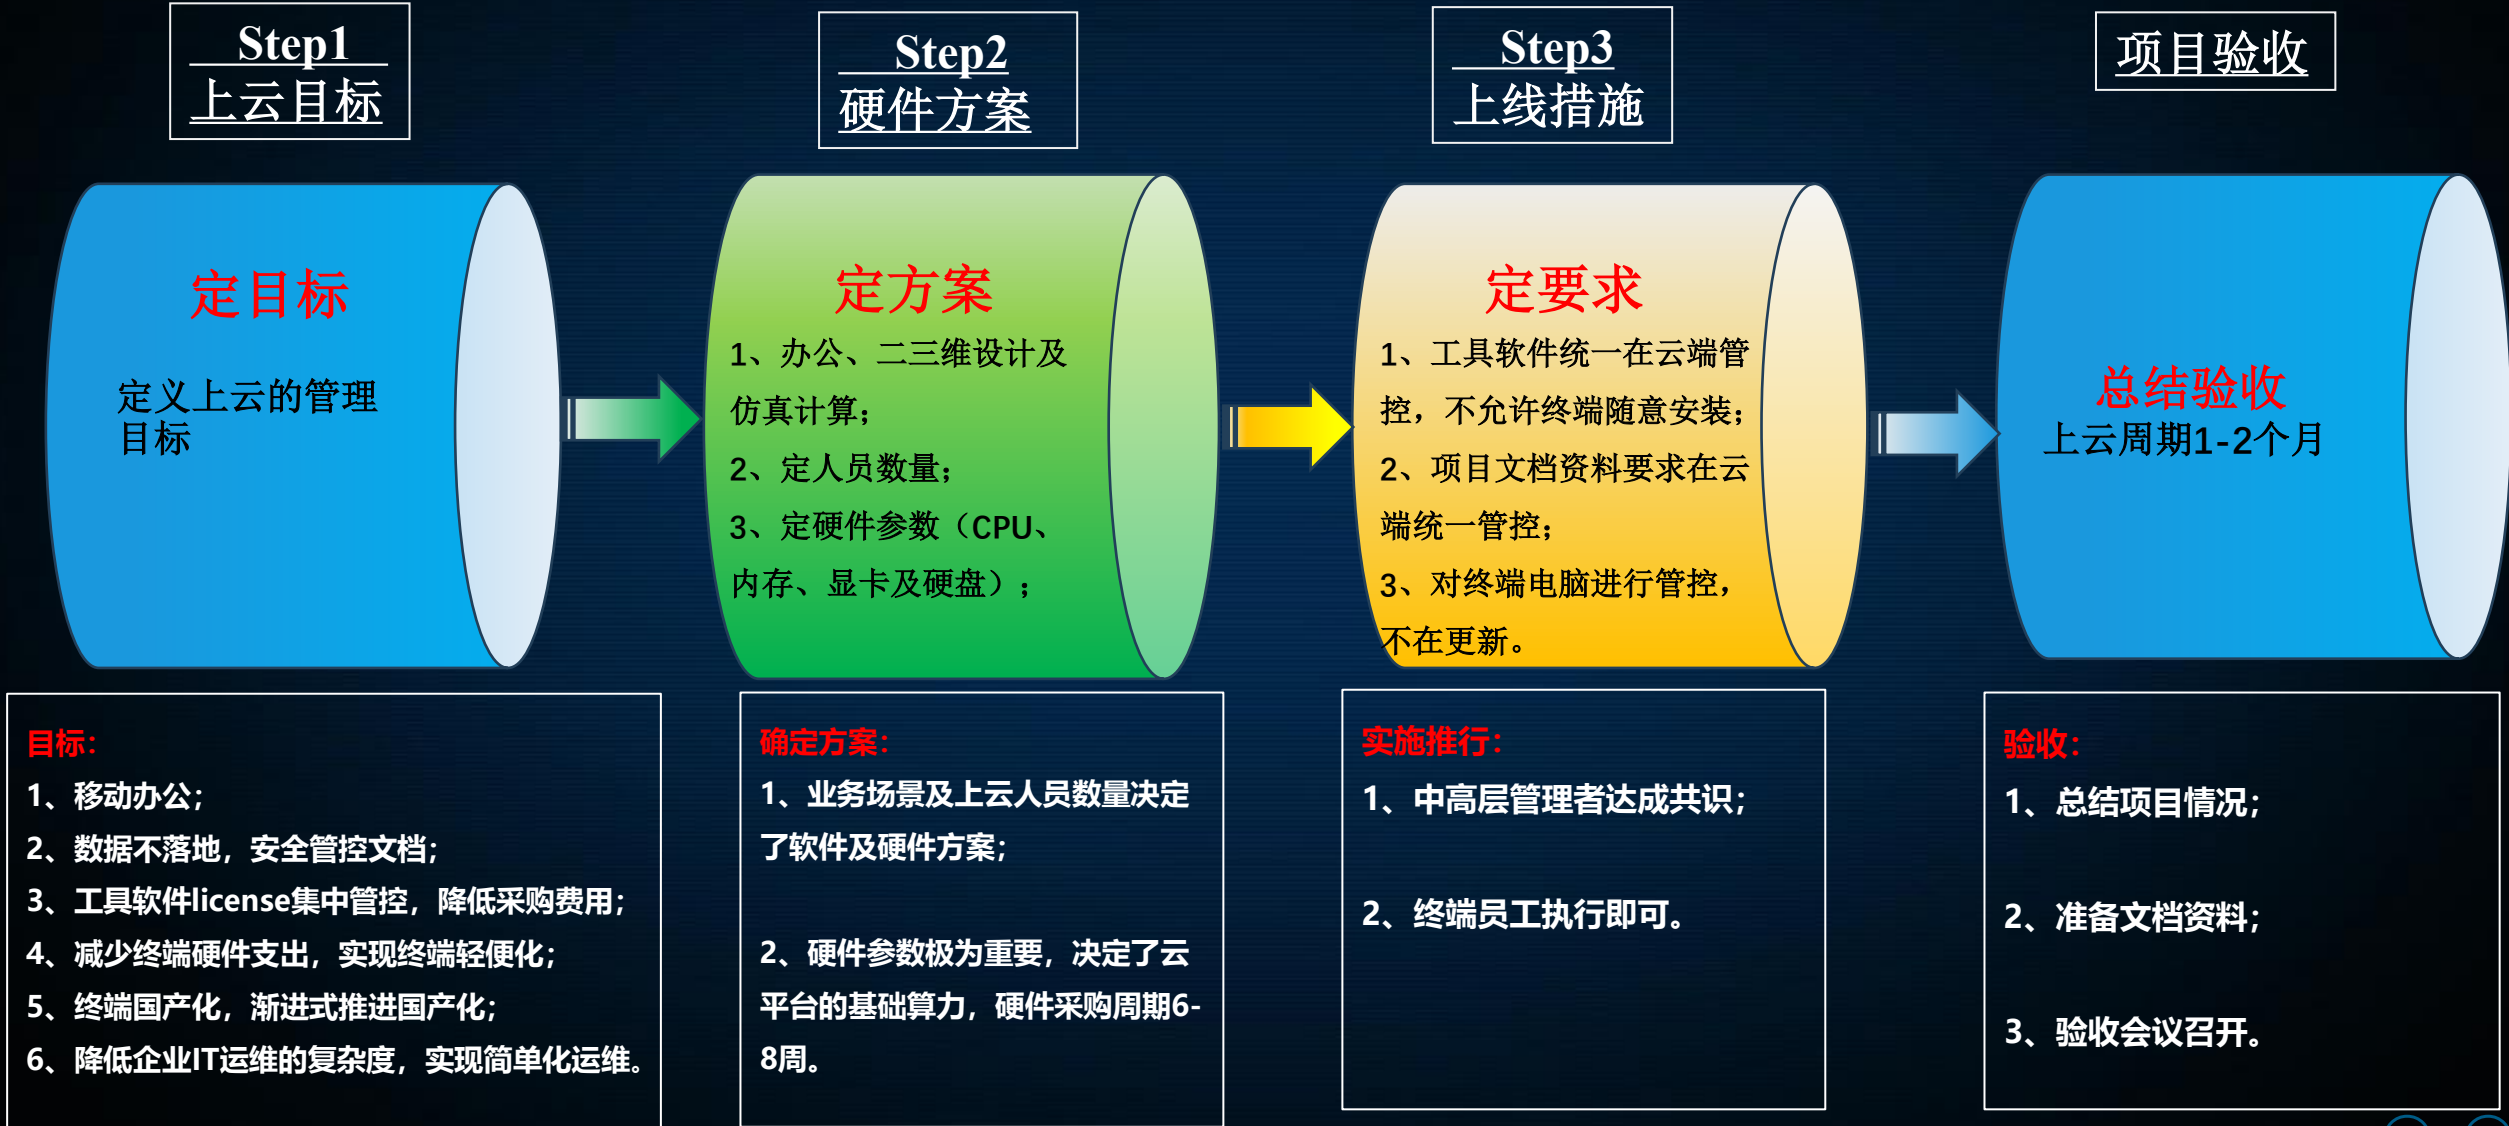 Step1
上云目标
Step2
硬件方案
Step3
上线措施
项目验收
定目标
定义上云的管理
目标
定方案
1、办公、二三维设计及
仿真计算；
2、定人员数量；
3、定硬件参数（CPU、
内存、显卡及硬盘）；
定要求
1、工具软件统一在云端管
控，不允许终端随意安装；
2、项目文档资料要求在云
端统一管控；
3、对终端电脑进行管控，
不在更新。
总结验收
上云周期1-2个月
目标：
1、移动办公；
2、数据不落地，安全管控文档；
3、工具软件license集中管控，降低采购费用；
4、减少终端硬件支出，实现终端轻便化；
5、终端国产化，渐进式推进国产化；
6、降低企业IT运维的复杂度，实现简单化运维。
确定方案：
1、业务场景及上云人员数量决定
了软件及硬件方案；
2、硬件参数极为重要，决定了云
平台的基础算力，硬件采购周期6-
8周。
实施推行：
1、中高层管理者达成共识；
2、终端员工执行即可。
验收：
1、总结项目情况；
2、准备文档资料；
3、验收会议召开。